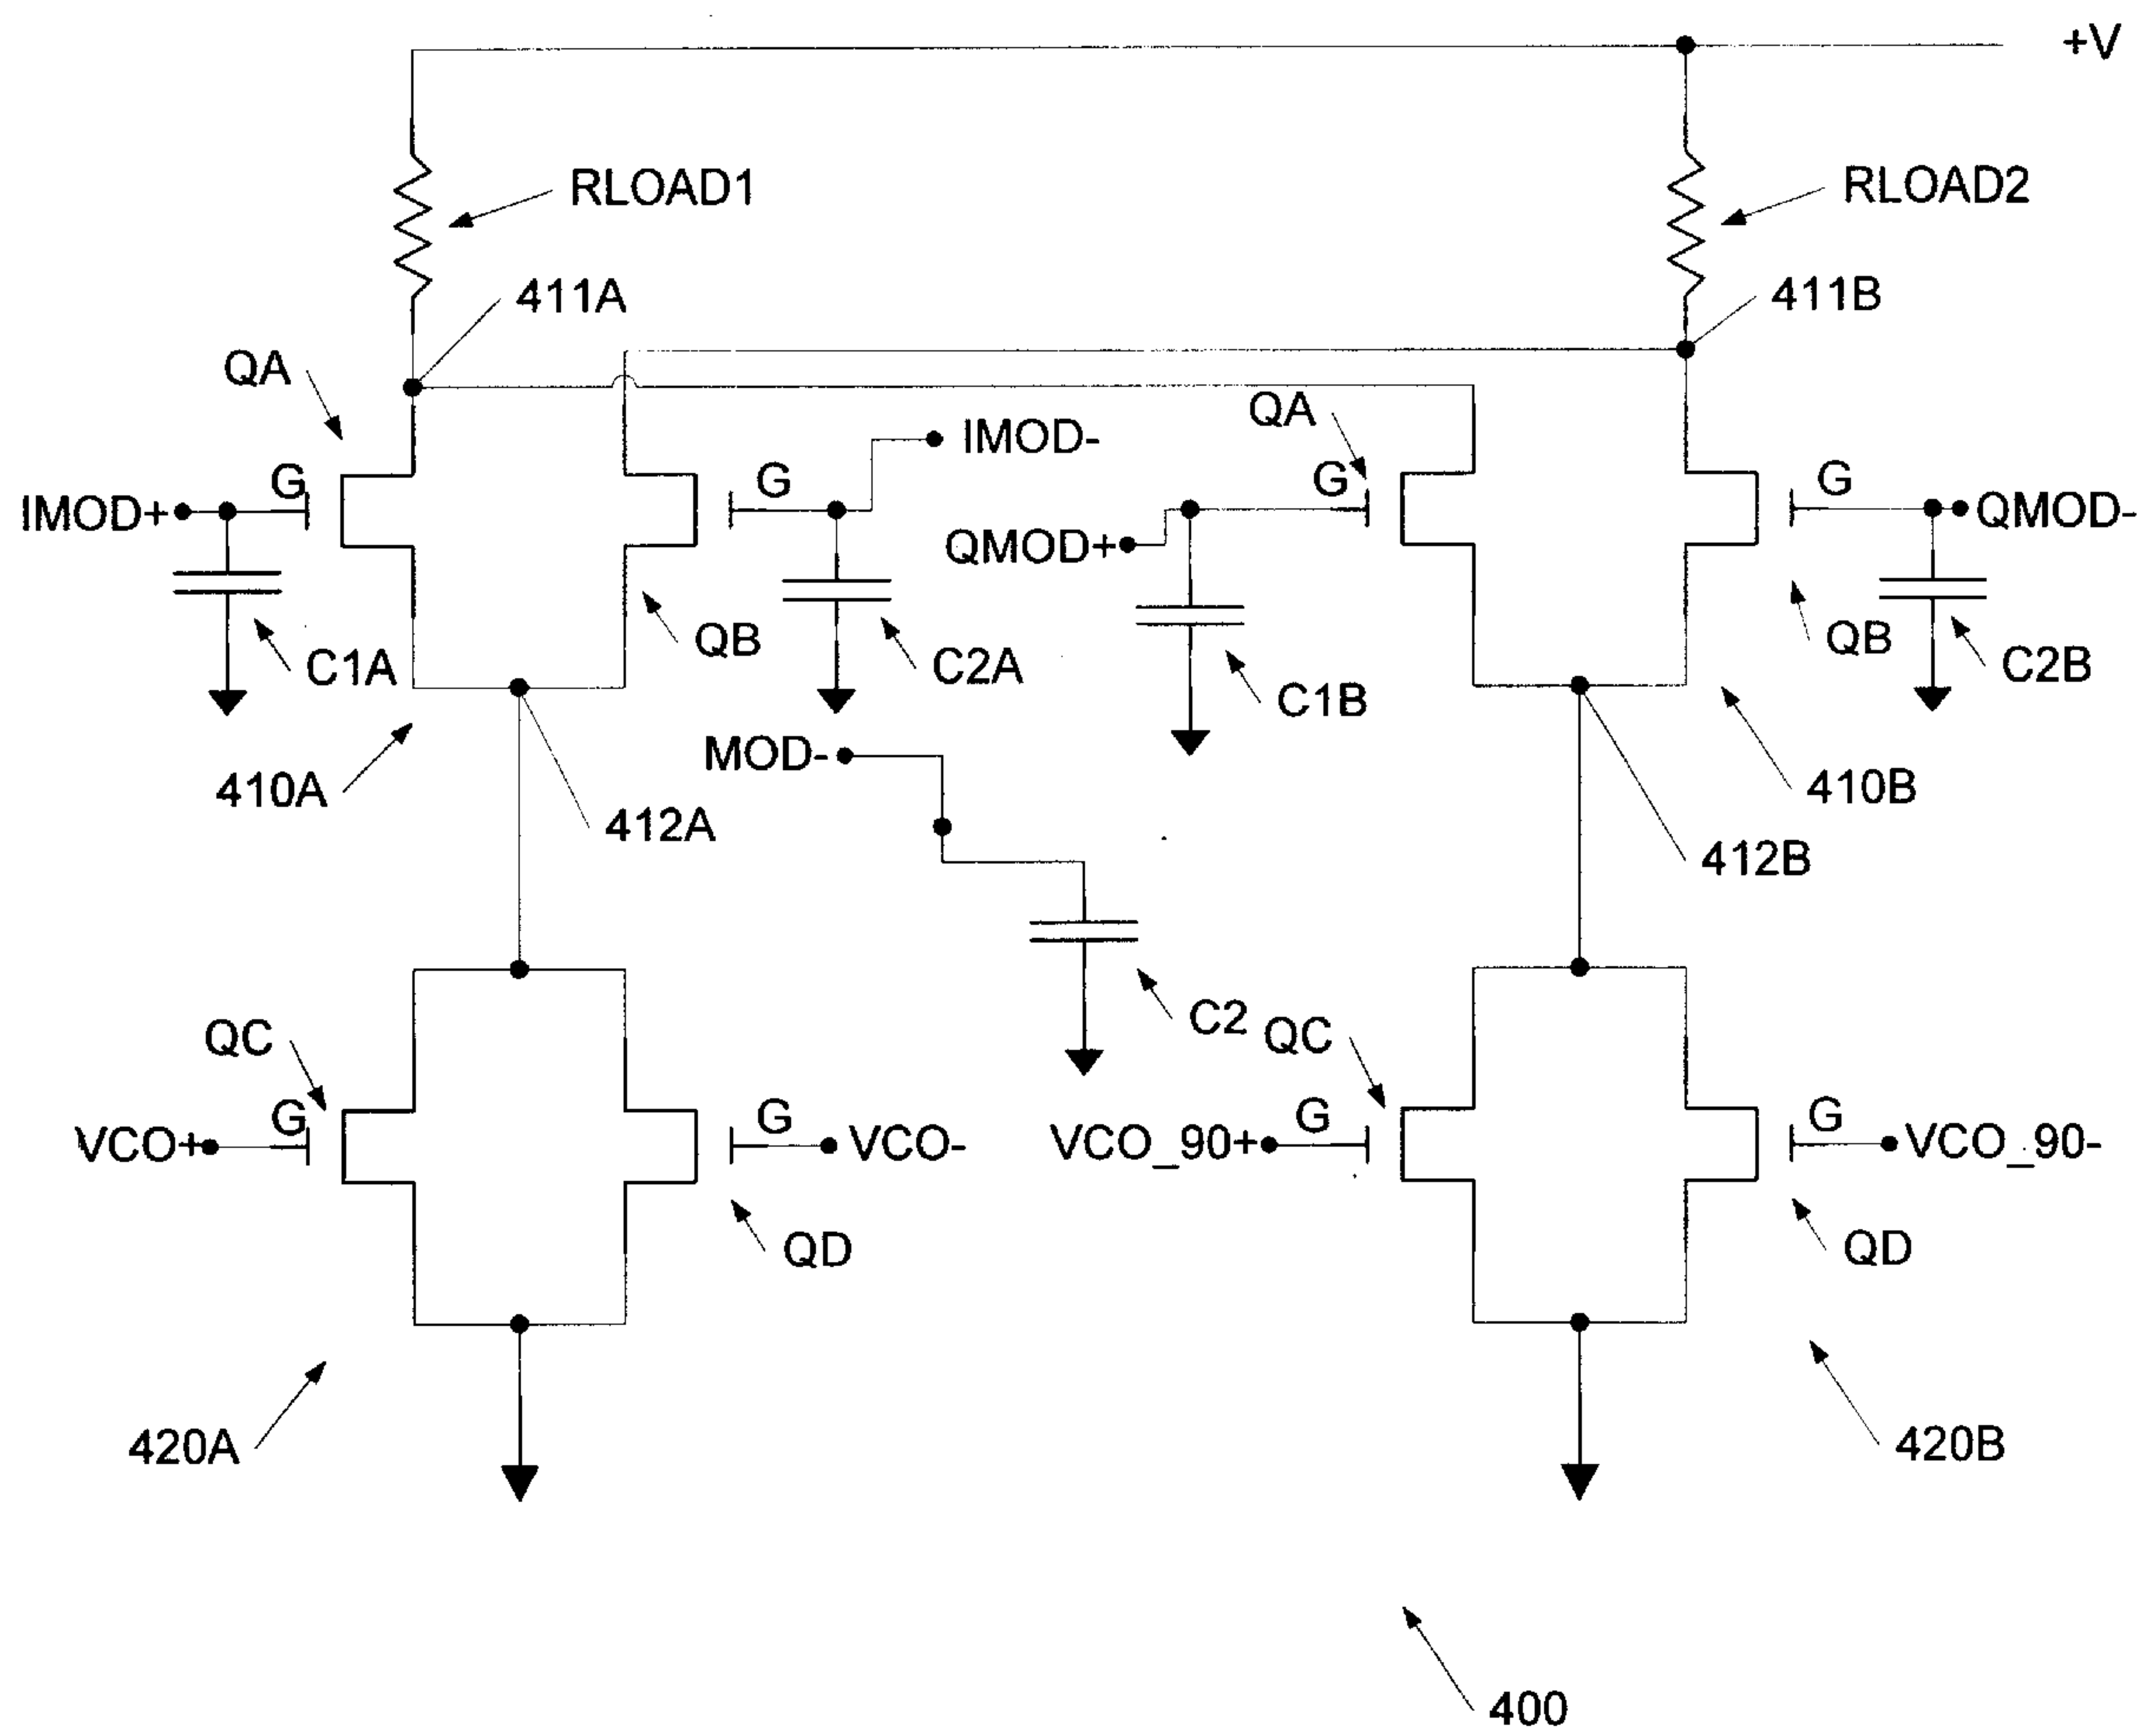 +V
RLOAD1
RLOAD2
411A
411B
QA
QA
IMOD-
G
G
G
G
IMOD+
QMOD+
QMOD-
QB
QB
C1A
C2A
C1B
C2B
MOD-
410A
412A
410B
412B
C2
QC
QC
G
G
G
G
VCO+
VCO-
VCO_90+
VCO_90-
QD
QD
420A
420B
400